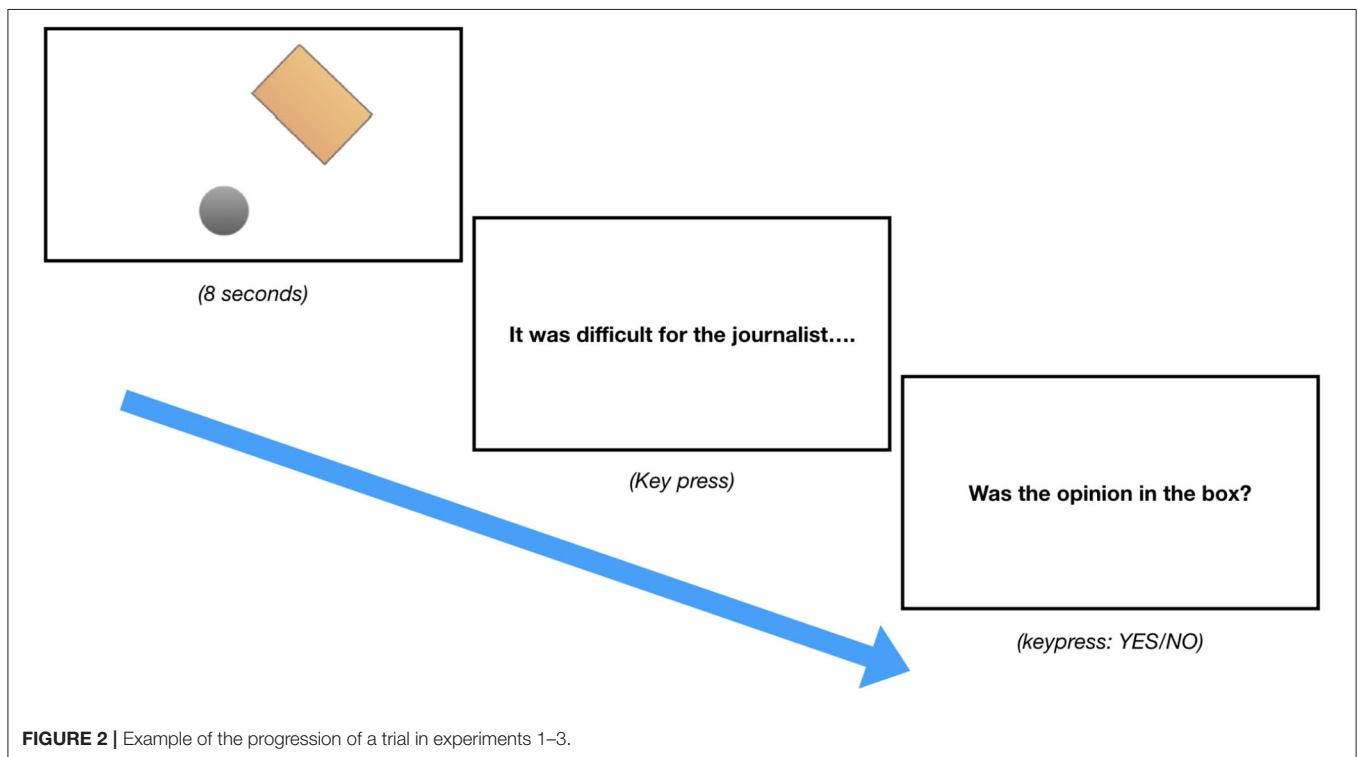 (8 seconds)
It was difficult for the journalist....
(Key press)
Was the opinion in the box?
(keypress: YES/NO)
FIGURE 2 | Example of the progression of a trial in experiments 1–3.